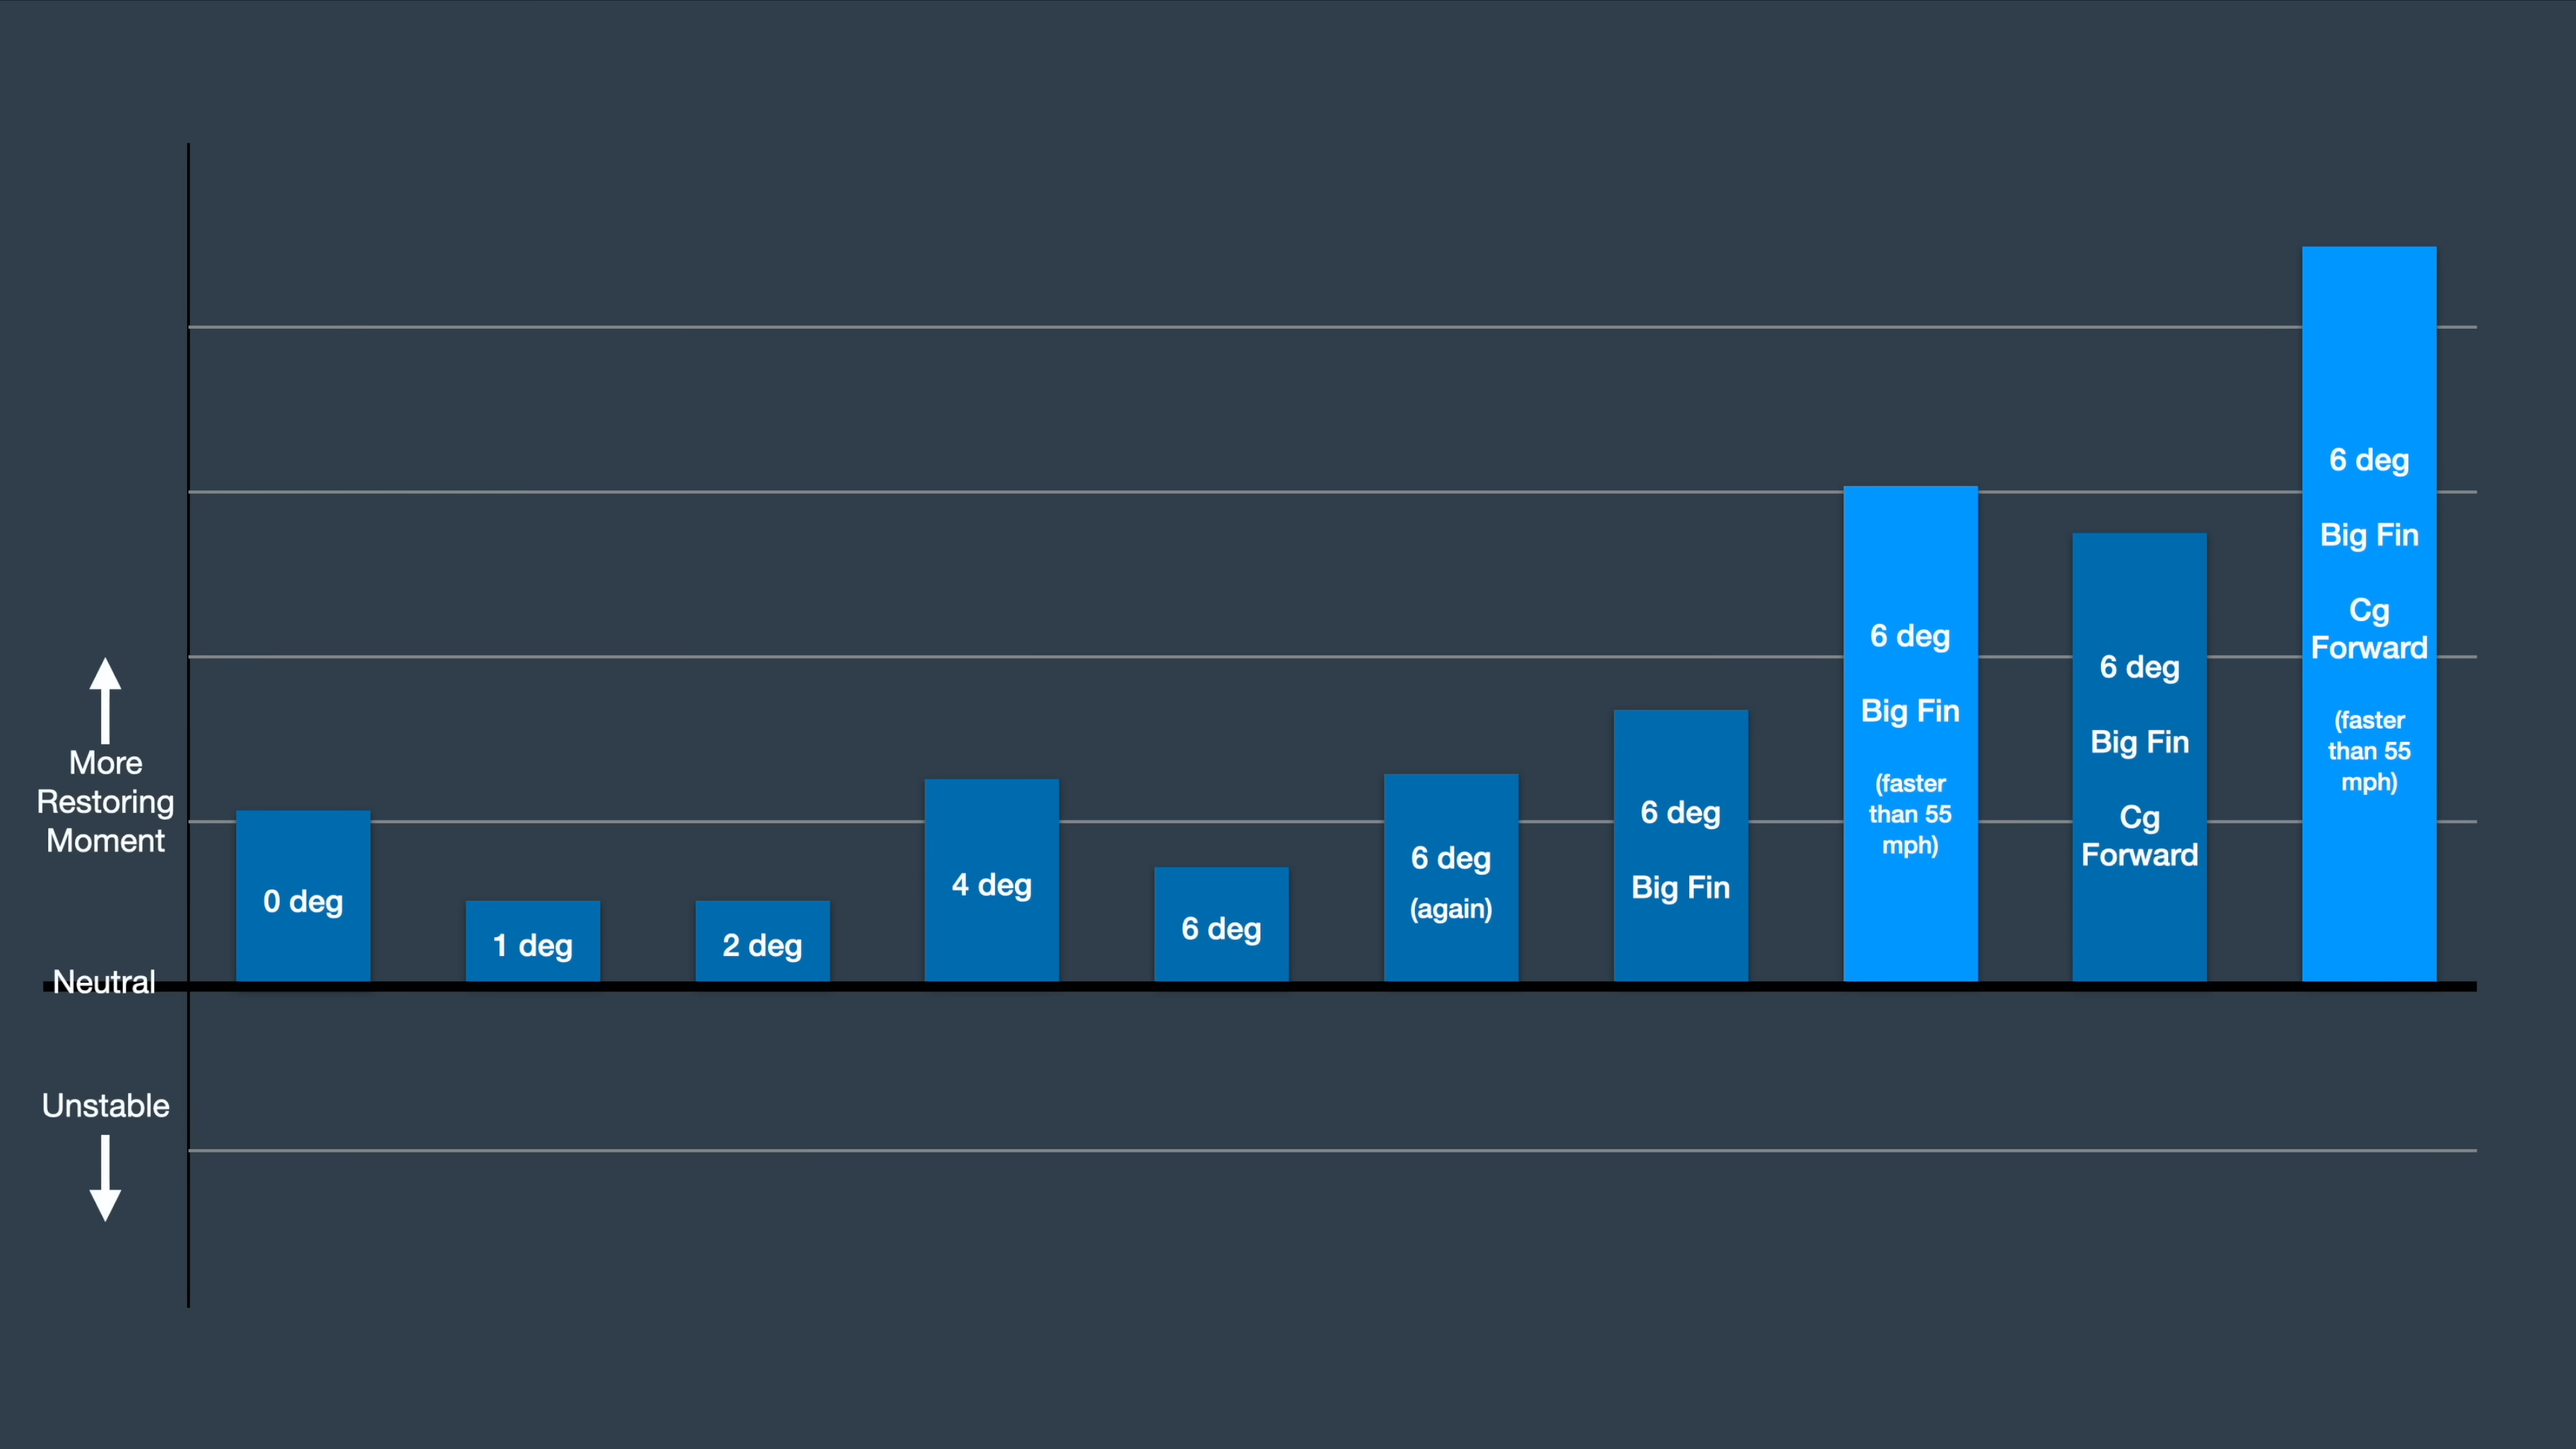 More
Restoring
Moment
Neutral
Unstable
0 deg
1 deg
2 deg
4 deg
6 deg
6 deg
(again)
6 deg
Big Fin
6 deg
Big Fin
(faster
than 55
mph)
6 deg
Big Fin
Cg
Forward
6 deg
Big Fin
Cg
Forward
(faster
than 55
mph)